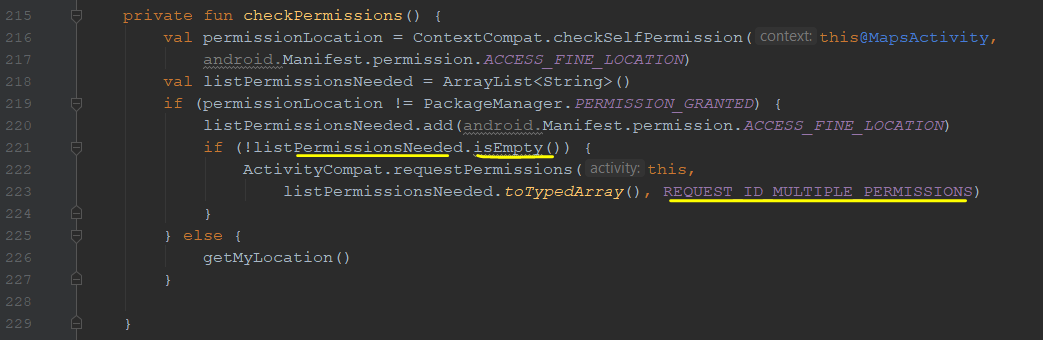 215 private fun checkPermissions() {
216 val permissionLocation = ContextCompat.checkSelfPermission( context: this@MapsActivity,
217 android.Manifest.permission.ACCESS_FINE_LOCATION)
218 val listPermissionsNeeded = ArrayList<String>()
219 if (permissionLocation != PackageManager.PERMISSION_GRANTED) {
220 listPermissionsNeeded.add(android.Manifest.permission.ACCESS_FINE_LOCATION)
221 if (!listPermissionsNeeded.isEmpty()) {
222 ActivityCompat.requestPermissions( activity: this,
223 listPermissionsNeeded.toTypedArray(), REQUEST_ID_MULTIPLE_PERMISSIONS)
224 }
225 } else {
226 getMyLocation()
227 }
228
229 }